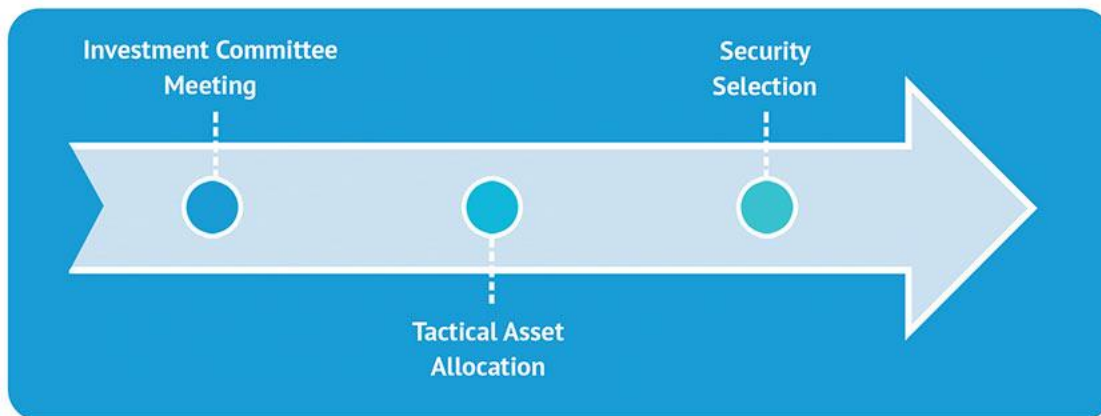 Investment Committee
Meeting
Tactical Asset
Allocation
Security
Selection